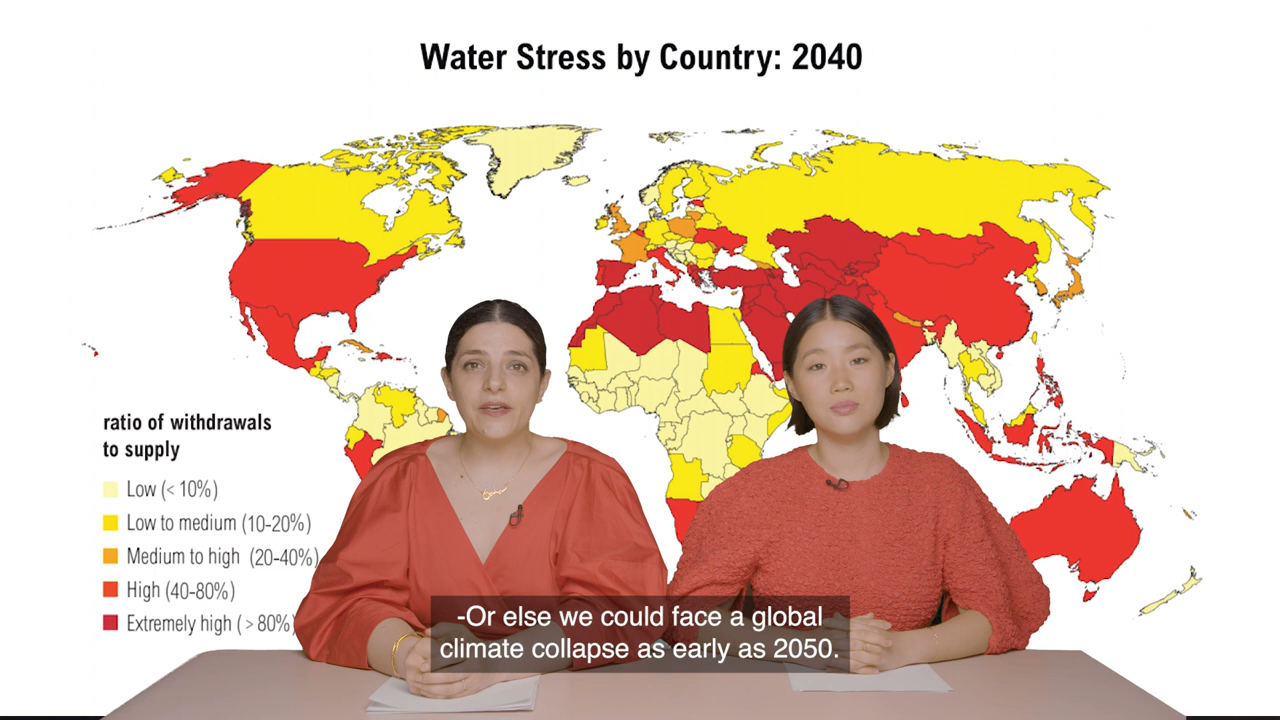 Water Stress by Country: 2040
ratio of withdrawals
to supply
Low (< 10%)
Low to medium (10-20%)
Medium to high (20-40%)
High (40-80%)
Extremely high ( > 80%)
-Or else we could face a global
climate collapse as early as 2050.